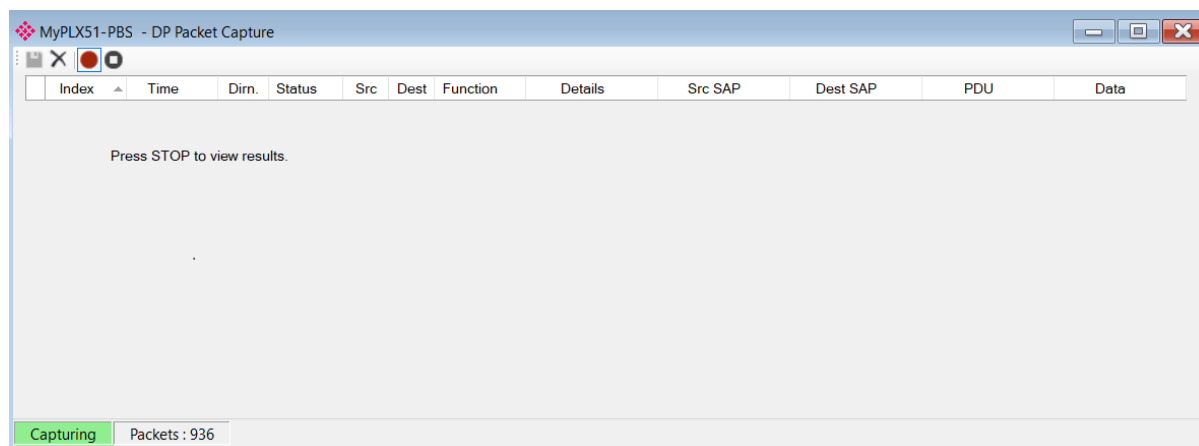 MyPLX51-PBS - DP Packet Capture
Index Time Dirn. Status Src Dest Function Details Src SAP Dest SAP PDU Data
Press STOP to view results.
Capturing Packets : 936